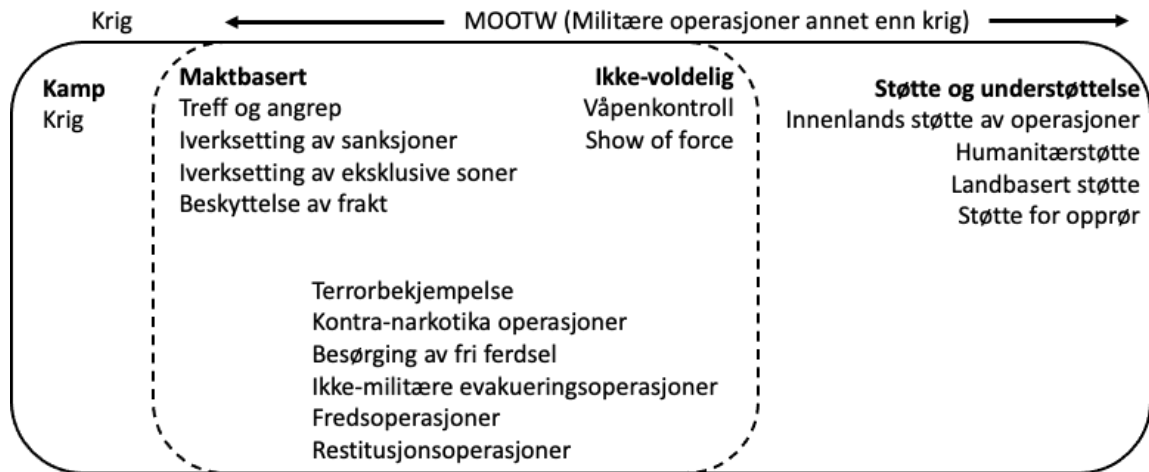 Krig
MOOTW (Militære operasjoner annet enn krig)
Kamp
Krig
Maktbasert
Treff og angrep
Iverksetting av sanksjoner
Iverksetting av eksklusive soner
Beskyttelse av frakt
Ikke-voldelig
Våpenkontroll
Show of force
Støtte og understøttelse
Innenlands støtte av operasjoner
Humanitærstøtte
Landbasert støtte
Støtte for opprør
Terrorbekjempelse
Kontra-narkotika operasjoner
Besørging av fri ferdsel
Ikke-militære evakueringsoperasjoner
Fredsoperasjoner
Restitusjonsoperasjoner